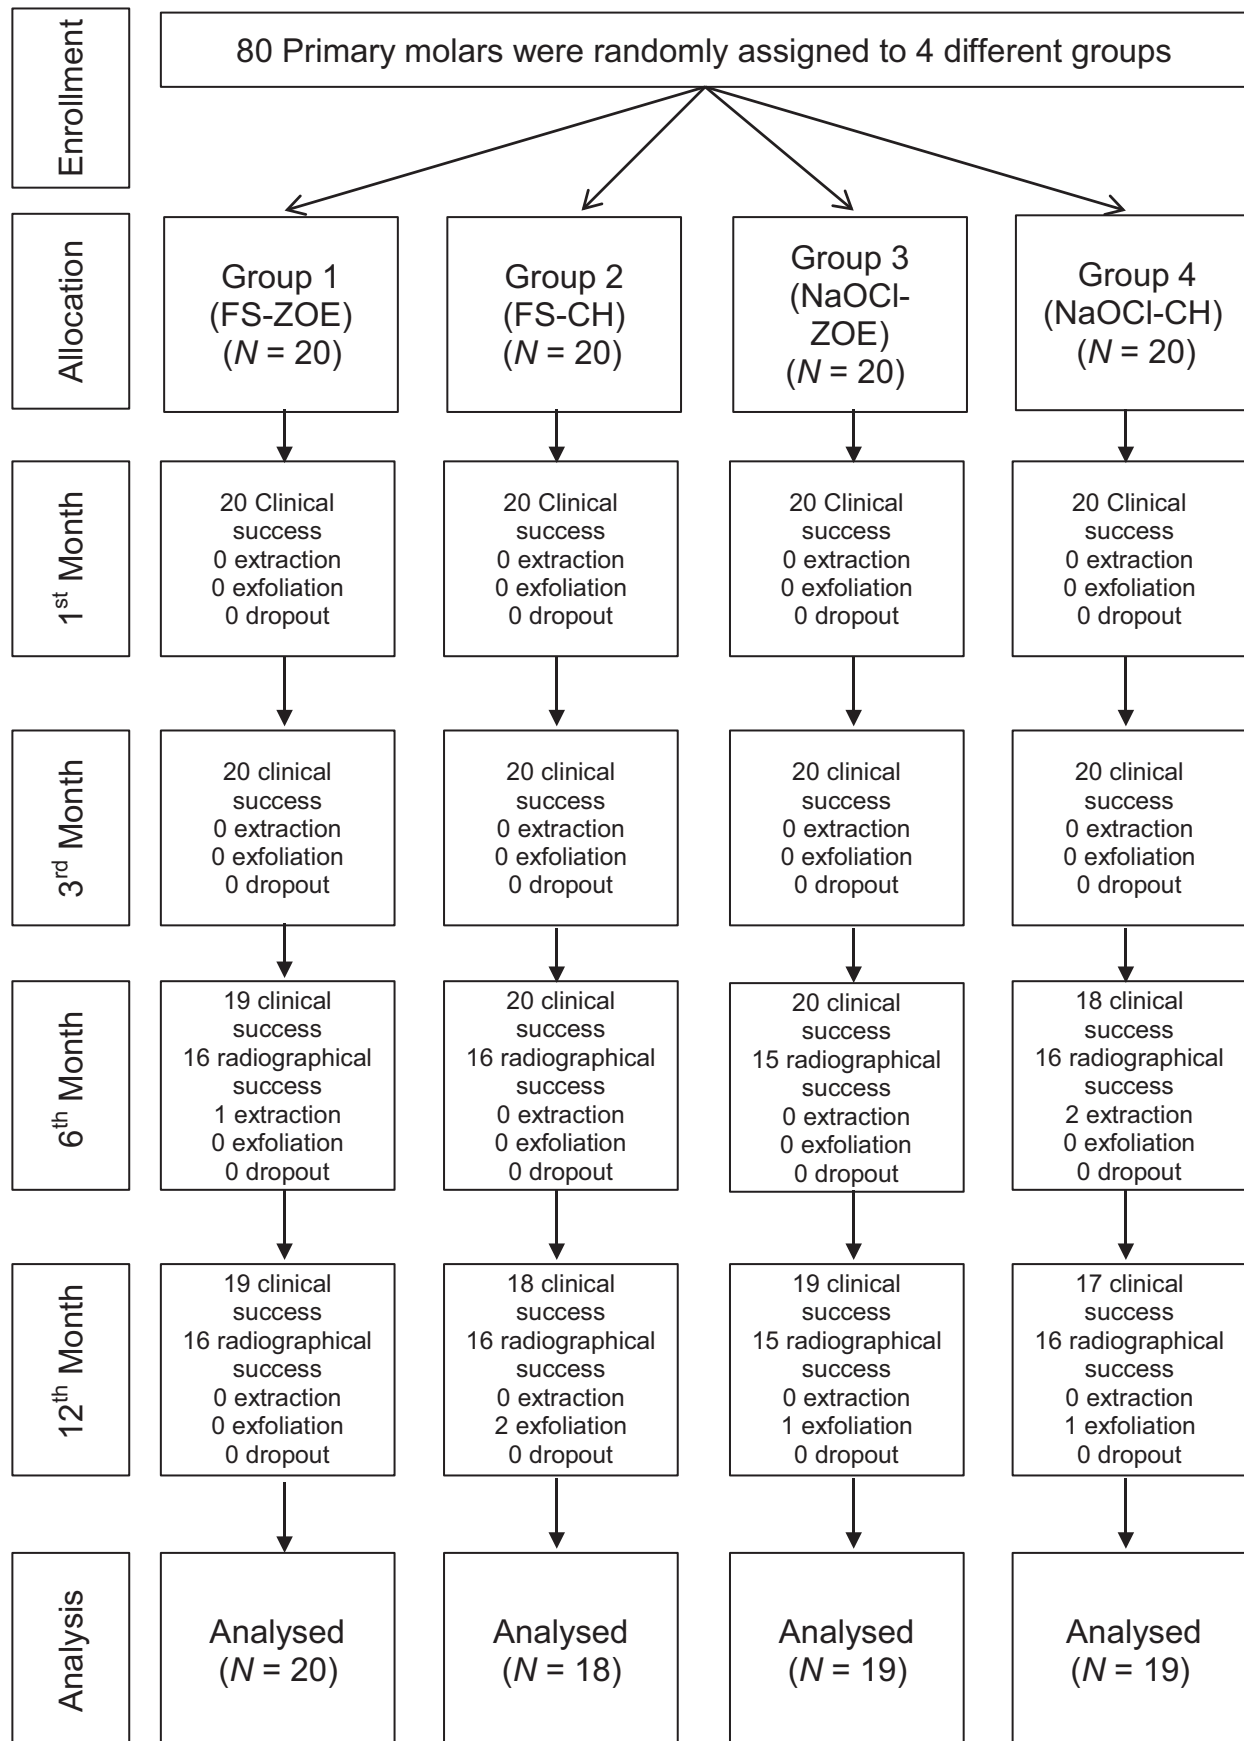 Enrollment
80 Primary molars were randomly assigned to 4 different groups
Allocation
Group 1
(FS-ZOE)
(N = 20)
Group 2
(FS-CH)
(N = 20)
Group 3
(NaOCl-
ZOE)
(N = 20)
Group 4
(NaOCl-CH)
(N = 20)
1st Month
20 Clinical
success
0 extraction
0 exfoliation
0 dropout
20 Clinical
success
0 extraction
0 exfoliation
0 dropout
20 Clinical
success
0 extraction
0 exfoliation
0 dropout
20 Clinical
success
0 extraction
0 exfoliation
0 dropout
3rd Month
20 clinical
success
0 extraction
0 exfoliation
0 dropout
20 clinical
success
0 extraction
0 exfoliation
0 dropout
20 clinical
success
0 extraction
0 exfoliation
0 dropout
20 clinical
success
0 extraction
0 exfoliation
0 dropout
6th Month
19 clinical
success
16 radiographical
success
1 extraction
0 exfoliation
0 dropout
20 clinical
success
16 radiographical
success
0 extraction
0 exfoliation
0 dropout
20 clinical
success
15 radiographical
success
0 extraction
0 exfoliation
0 dropout
18 clinical
success
16 radiographical
success
2 extraction
0 exfoliation
0 dropout
12th Month
19 clinical
success
16 radiographical
success
0 extraction
0 exfoliation
0 dropout
18 clinical
success
16 radiographical
success
0 extraction
2 exfoliation
0 dropout
19 clinical
success
15 radiographical
success
0 extraction
1 exfoliation
0 dropout
17 clinical
success
16 radiographical
success
0 extraction
1 exfoliation
0 dropout
Analysis
Analysed
(N = 20)
Analysed
(N = 18)
Analysed
(N = 19)
Analysed
(N = 19)